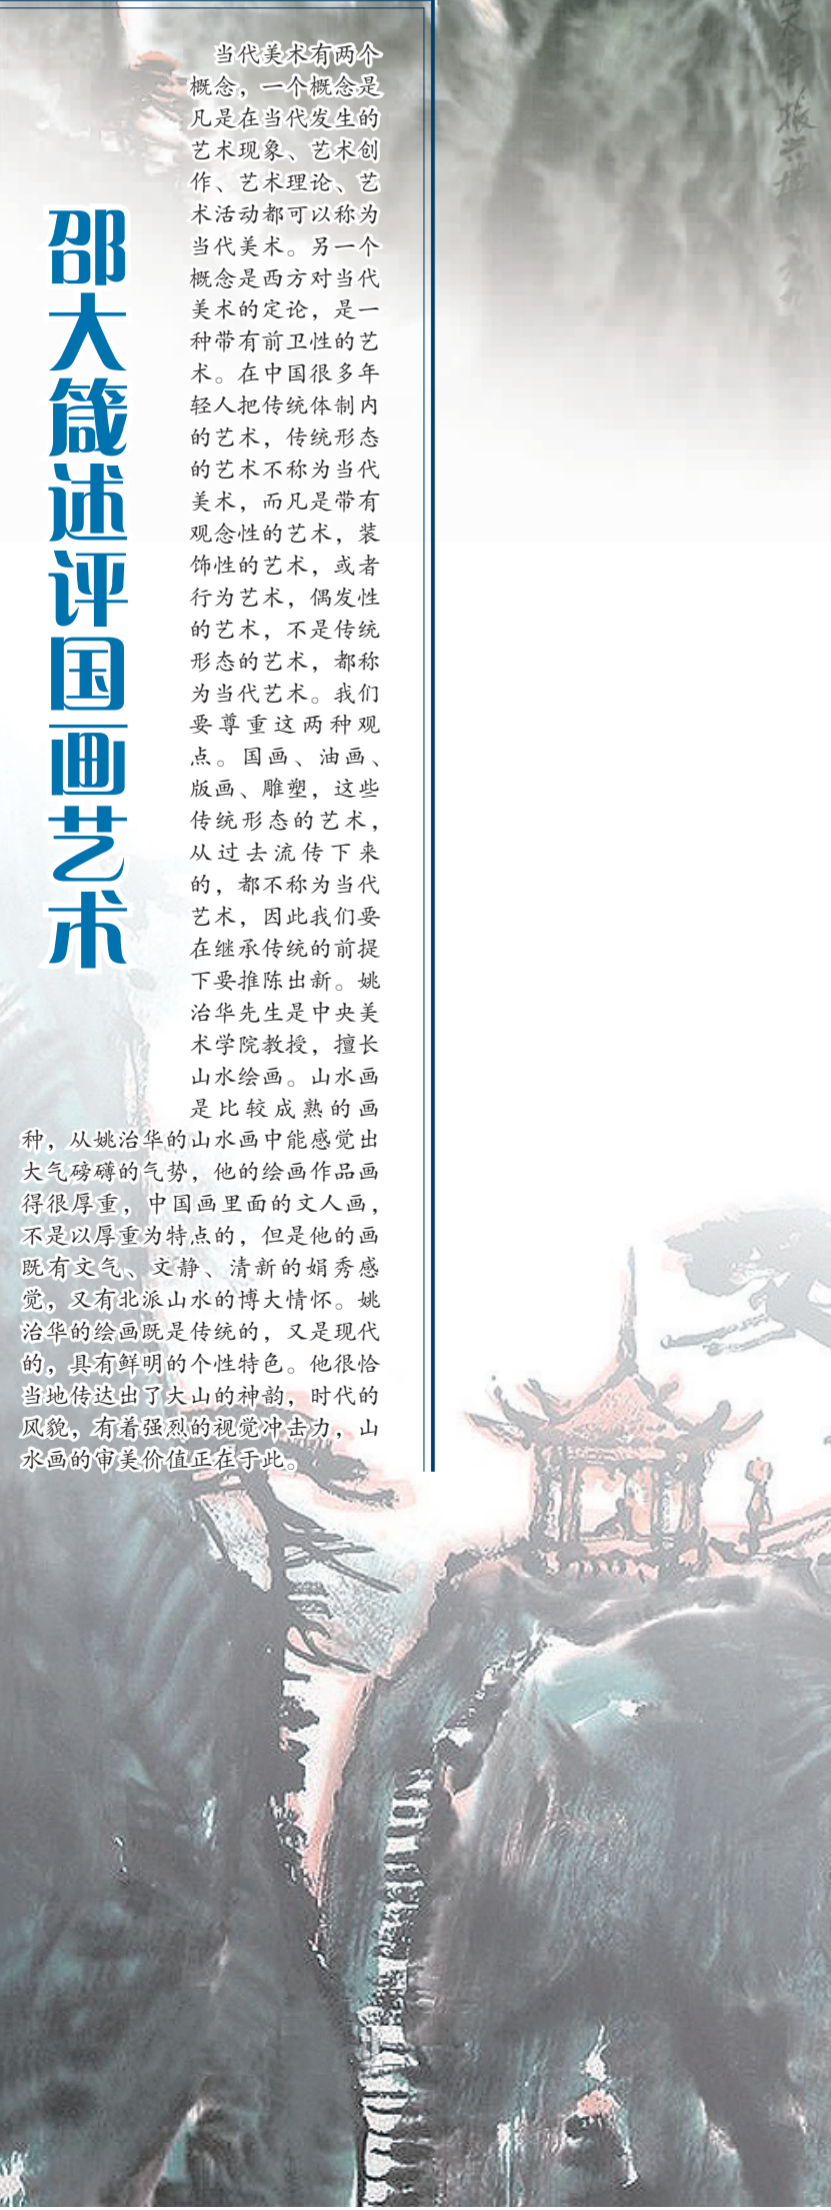 邵大箴述评国画艺术
当代美术有两个
概念，一个概念是
凡是在当代发生的
艺术现象、艺术创
作、艺术理论、艺
术活动都可以称为
当代美术。另一个
概念是西方对当代
美术的定论，是一
种带有前卫性的艺
术。在中国很多年
轻人把传统体制内
的艺术，传统形态
的艺术不称为当代
美术，而凡是带有
观念性的艺术，装
饰性的艺术，或者
行为艺术，偶发性
的艺术，不是传统
形态的艺术，都称
为当代艺术。我们
要尊重这两种观
点。国画、油画、
版画、雕塑，这些
传统形态的艺术，
从过去流传下来
的，都不称为当代
艺术，因此我们要
在继承传统的前提
下要推陈出新。姚
治华先生是中央美
术学院教授，擅长
山水绘画。山水画
是比较成熟的画
种，从姚治华的山水画中能感觉出
大气磅礴的气势，他的绘画作品画
得很厚重，中国画里面的文人画，
不是以厚重为特点的，但是他的画
既有文气、文静、清新的娟秀感
觉，又有北派山水的博大情怀。姚
治华的绘画既是传统的，又是现代
的，具有鲜明的个性特色。他很恰
当地传达出了大山的神韵，时代的
风貌，有着强烈的视觉冲击力，山
水画的审美价值正在于此。